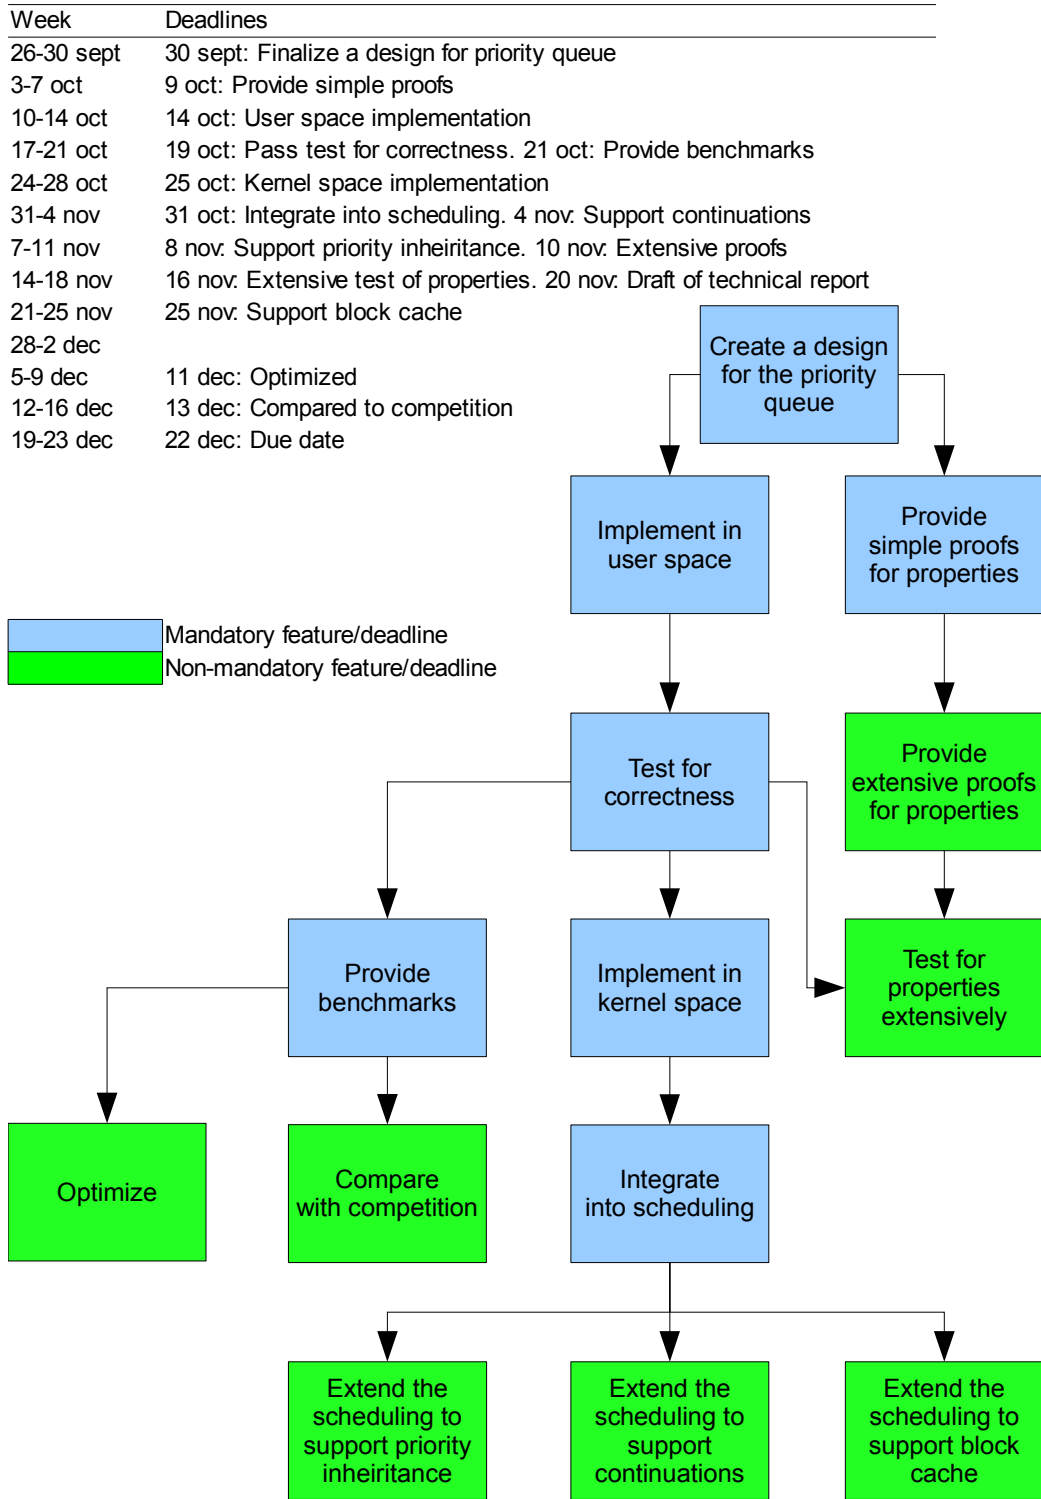 Week Deadlines
26-30 sept 30 sept: Finalize a design for priority queue
3-7 oct 9 oct: Provide simple proofs
10-14 oct 14 oct: User space implementation
17-21 oct 19 oct: Pass test for correctness. 21 oct: Provide benchmarks
24-28 oct 25 oct: Kernel space implementation
31-4 nov 31 oct: Integrate into scheduling. 4 nov: Support continuations
7-11 nov 8 nov: Support priority inheiritance. 10 nov: Extensive proofs
14-18 nov 16 nov: Extensive test of properties. 20 nov: Draft of technical report
21-25 nov 25 nov: Support block cache
28-2 dec
5-9 dec 11 dec: Optimized
12-16 dec 13 dec: Compared to competition
19-23 dec 22 dec: Due date
Create a design
for the priority
queue
Implement in
user space
Provide
simple proofs
for properties
Mandatory feature/deadline
Non-mandatory feature/deadline
Test for
correctness
Provide
extensive proofs
for properties
Provide
benchmarks
Implement in
kernel space
Test for
properties
extensively
Optimize
Compare
with competition
Integrate
into scheduling
Extend the
scheduling to
support priority
inheiritance
Extend the
scheduling to
support
continuations
Extend the
scheduling to
support block
cache